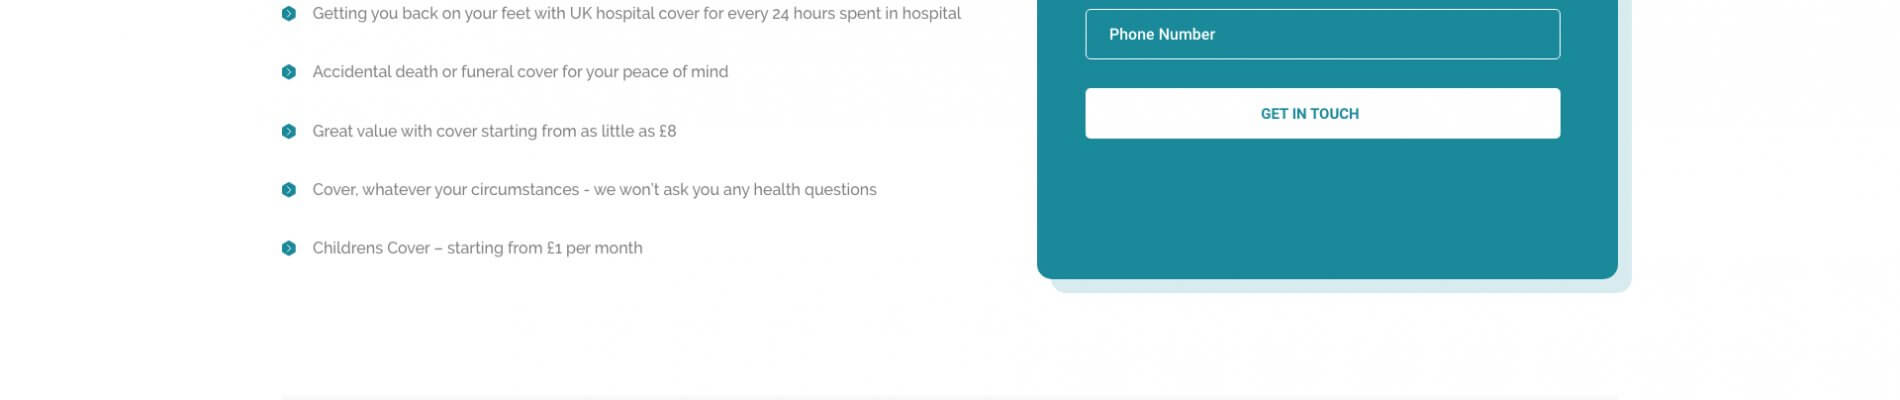 Getting you back on your feet with UK hospital cover for every 24 hours spent in hospital
Accidental death or funeral cover for your peace of mind
Great value with cover starting from as little as £8
Cover, whatever your circumstances - we won't ask you any health questions
Childrens Cover – starting from £1 per month
Phone Number
GET IN TOUCH